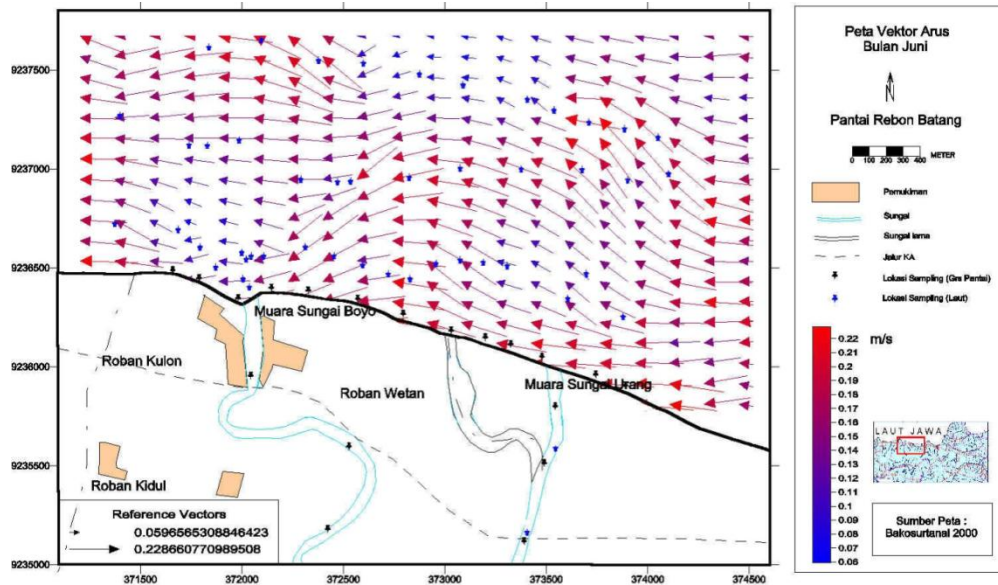 9237500
9237000
9236500
9236000
9235500
9235000
371500
372000
372500
373000
373500
374000
374500
Muara Sungai Boyo
Roban Kulon
Roban Wetan
Muara Sungai Urang
Roban Kidul
Reference Vectors
0.0596565308846423
0.228660770989508
Peta Vektor Arus
Bulan Juni
N
Pantai Rebon Batang
0 100 200 300 400 METER
Pemukiman
Sungai
Sungai lama
Jalur KA
Lokasi Sampling (Grs Pantai)
Lokasi Sampling (Laut)
m/s
0.22
0.2
0.19
0.18
0.17
0.16
0.15
0.14
0.13
0.12
0.11
0.1
0.09
0.08
0.07
0.06
LAUT JAWA
Sumber Peta :
Bakosurtanal 2000